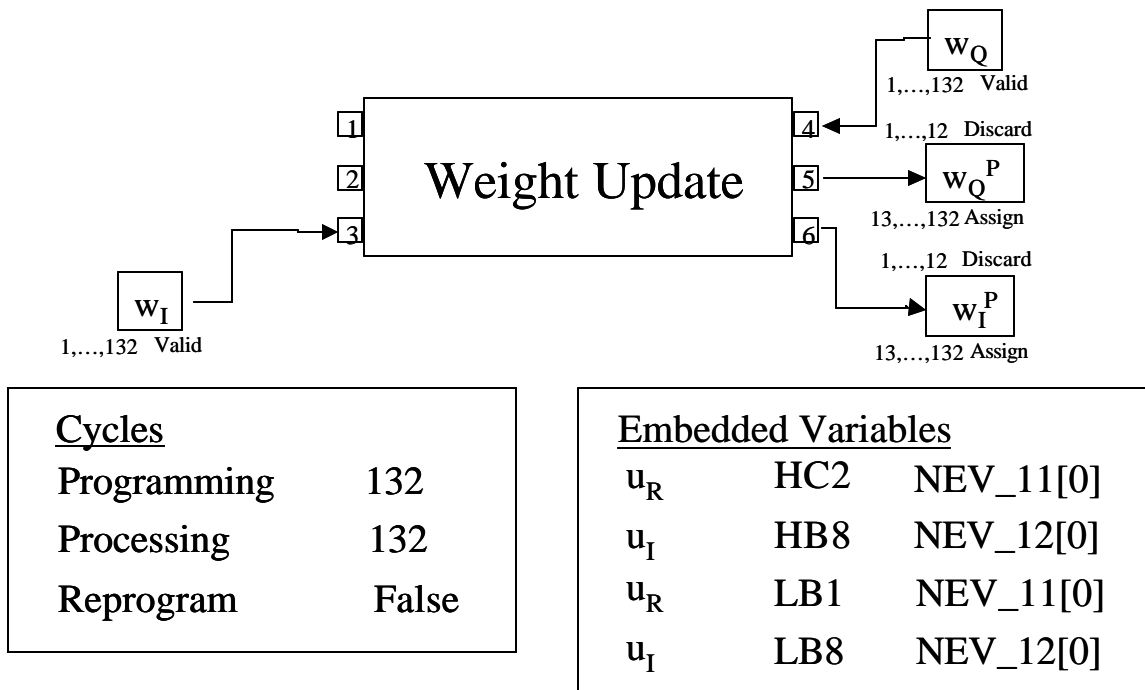 w_Q
1,…,132 Valid
1 4
1,…,12 Discard
2 Weight Update 5
w_Q^P
3 6
13,…,132 Assign
1,…,12 Discard
w_I
w_I^P
1,…,132 Valid
13,…,132 Assign
Cycles
Programming 132
Processing 132
Reprogram False
Embedded Variables
u_R HC2 NEV_11[0]
u_I HB8 NEV_12[0]
u_R LB1 NEV_11[0]
u_I LB8 NEV_12[0]